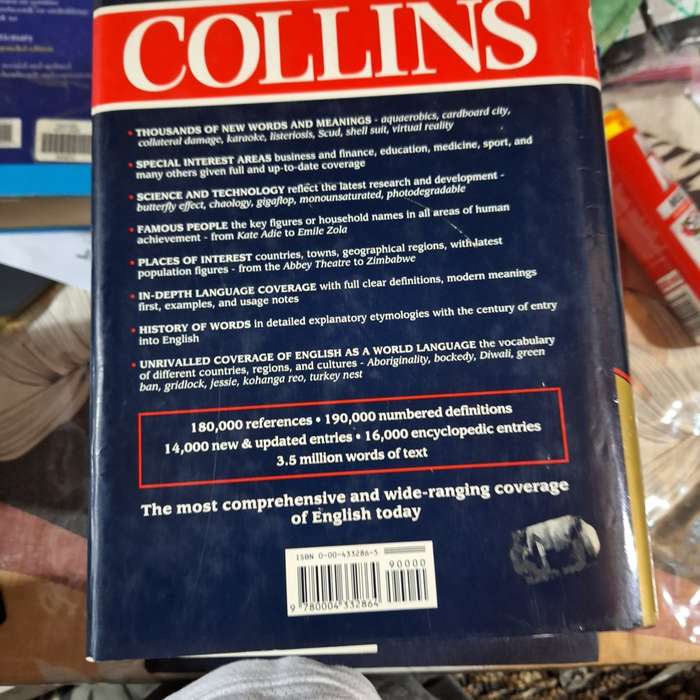 COLLINS
• THOUSANDS OF NEW WORDS AND MEANINGS - aquaerobics, cardboard city,
collateral damage, karaoke, listeriosis, Scud, shell suit, virtual reality
• SPECIAL INTEREST AREAS business and finance, education, medicine, sport, and
many others given full and up-to-date coverage
• SCIENCE AND TECHNOLOGY reflect the latest research and development -
butterfly effect, chaology, gigaflop, monounsaturated, photodegradable
• FAMOUS PEOPLE the key figures or household names in all areas of human
achievement - from Kate Adie to Emile Zola
• PLACES OF INTEREST countries, towns, geographical regions, with latest
population figures - from the Abbey Theatre to Zimbabwe
• IN-DEPTH LANGUAGE COVERAGE with full clear definitions, modern meanings
first, examples, and usage notes
• HISTORY OF WORDS in detailed explanatory etymologies with the century of entry
into English
• UNRIVALLED COVERAGE OF ENGLISH AS A WORLD LANGUAGE the vocabulary
of different countries, regions, and cultures - Aboriginality, bockedy, Diwali, green
ban, gridlock, jessie, kohanga reo, turkey nest
180,000 references • 190,000 numbered definitions
14,000 new & updated entries • 16,000 encyclopedic entries
3.5 million words of text
The most comprehensive and wide-ranging coverage
of English today
ISBN 0-00-433286-5
90000
9 780004 332864